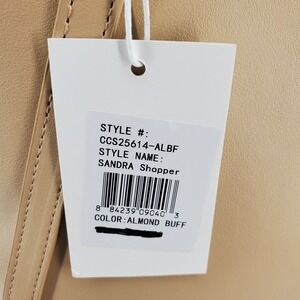 STYLE #:
CCS25614-ALBF
STYLE NAME:
SANDRA Shopper
8 84239 09040 3
COLOR:ALMOND BUFF